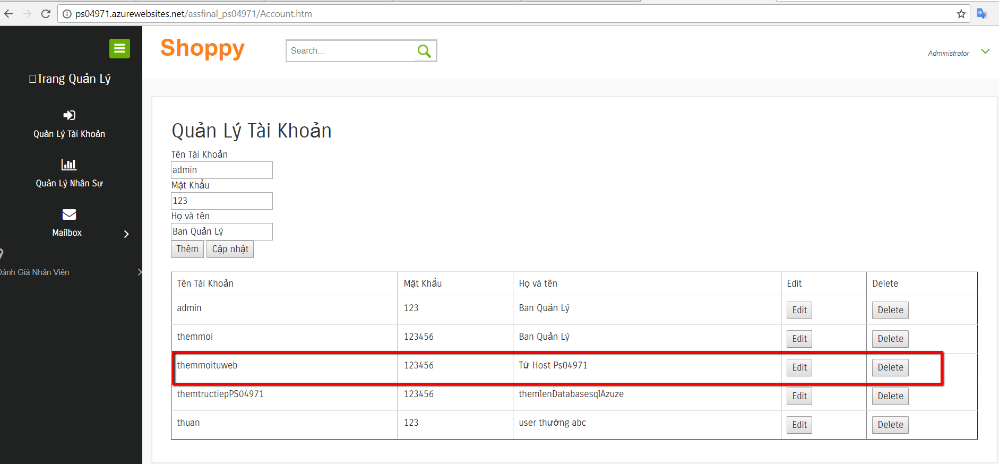 ps04971.azurewebsites.net/assfinal_ps04971/Account.htm
Shoppy
Search...
Administrator
Trang Quản Lý
Quản Lý Tài Khoản
Quản Lý Nhân Sự
Mailbox
Đánh Giá Nhân Viên
Quản Lý Tài Khoản
Tên Tài Khoản
admin
Mật Khẩu
123
Họ và tên
Ban Quản Lý
Thêm Cập nhật
Tên Tài Khoản Mật Khẩu Họ và tên Edit Delete
admin 123 Ban Quản Lý Edit Delete
themmoi 123456 Ban Quản Lý Edit Delete
themmoituweb 123456 Từ Host Ps04971 Edit Delete
themtructiepPS04971 123456 themlenDatabasesqlAzuze Edit Delete
thuan 123 user thường abc Edit Delete